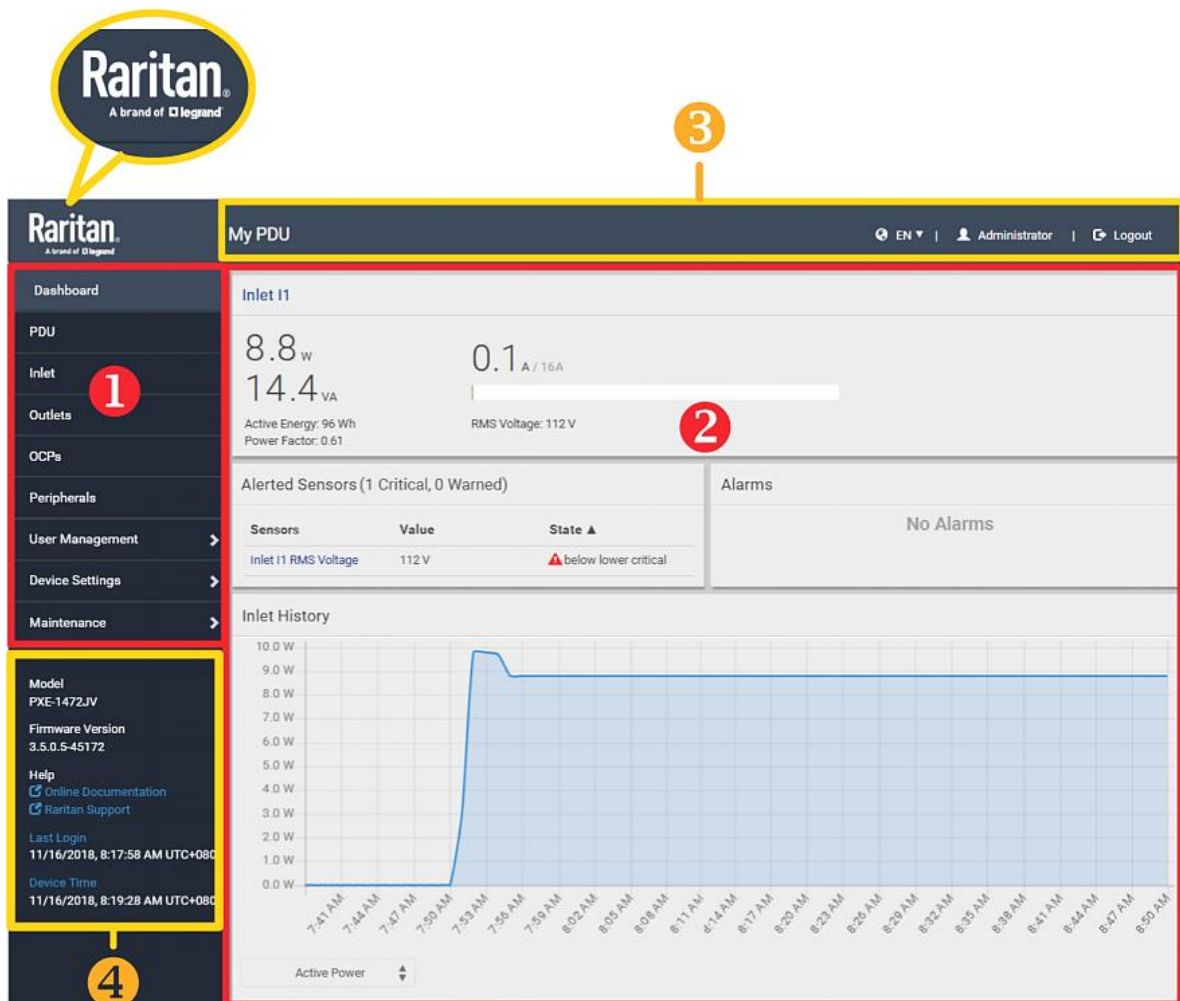 Raritan®
A brand of legrand
3
Raritan.
A brand of legrand
My PDU
EN
|
Administrator
|
Logout
Dashboard
PDU
Inlet
Outlets
OCPs
Peripherals
User Management
Device Settings
Maintenance
1
Inlet I1
8.8 W
14.4 VA
Active Energy: 96 Wh
Power Factor: 0.61
0.1 A / 16A
RMS Voltage: 112 V
2
Alerted Sensors (1 Critical, 0 Warned)
Sensors Value State ▲
Inlet I1 RMS Voltage 112 V below lower critical
Alarms
No Alarms
Inlet History
10.0 W
9.0 W
8.0 W
7.0 W
6.0 W
5.0 W
4.0 W
3.0 W
2.0 W
1.0 W
0.0 W
7:41 AM
7:44 AM
7:47 AM
7:50 AM
7:53 AM
7:56 AM
7:59 AM
8:02 AM
8:05 AM
8:08 AM
8:11 AM
8:14 AM
8:17 AM
8:20 AM
8:23 AM
8:26 AM
8:29 AM
8:32 AM
8:35 AM
8:38 AM
8:41 AM
8:44 AM
8:47 AM
8:50 AM
Active Power
Model
PXE-1472JV
Firmware Version
3.5.0.5-45172
Help
Online Documentation
Raritan Support
Last Login
11/16/2018, 8:17:58 AM UTC+080
Device Time
11/16/2018, 8:19:28 AM UTC+080
4